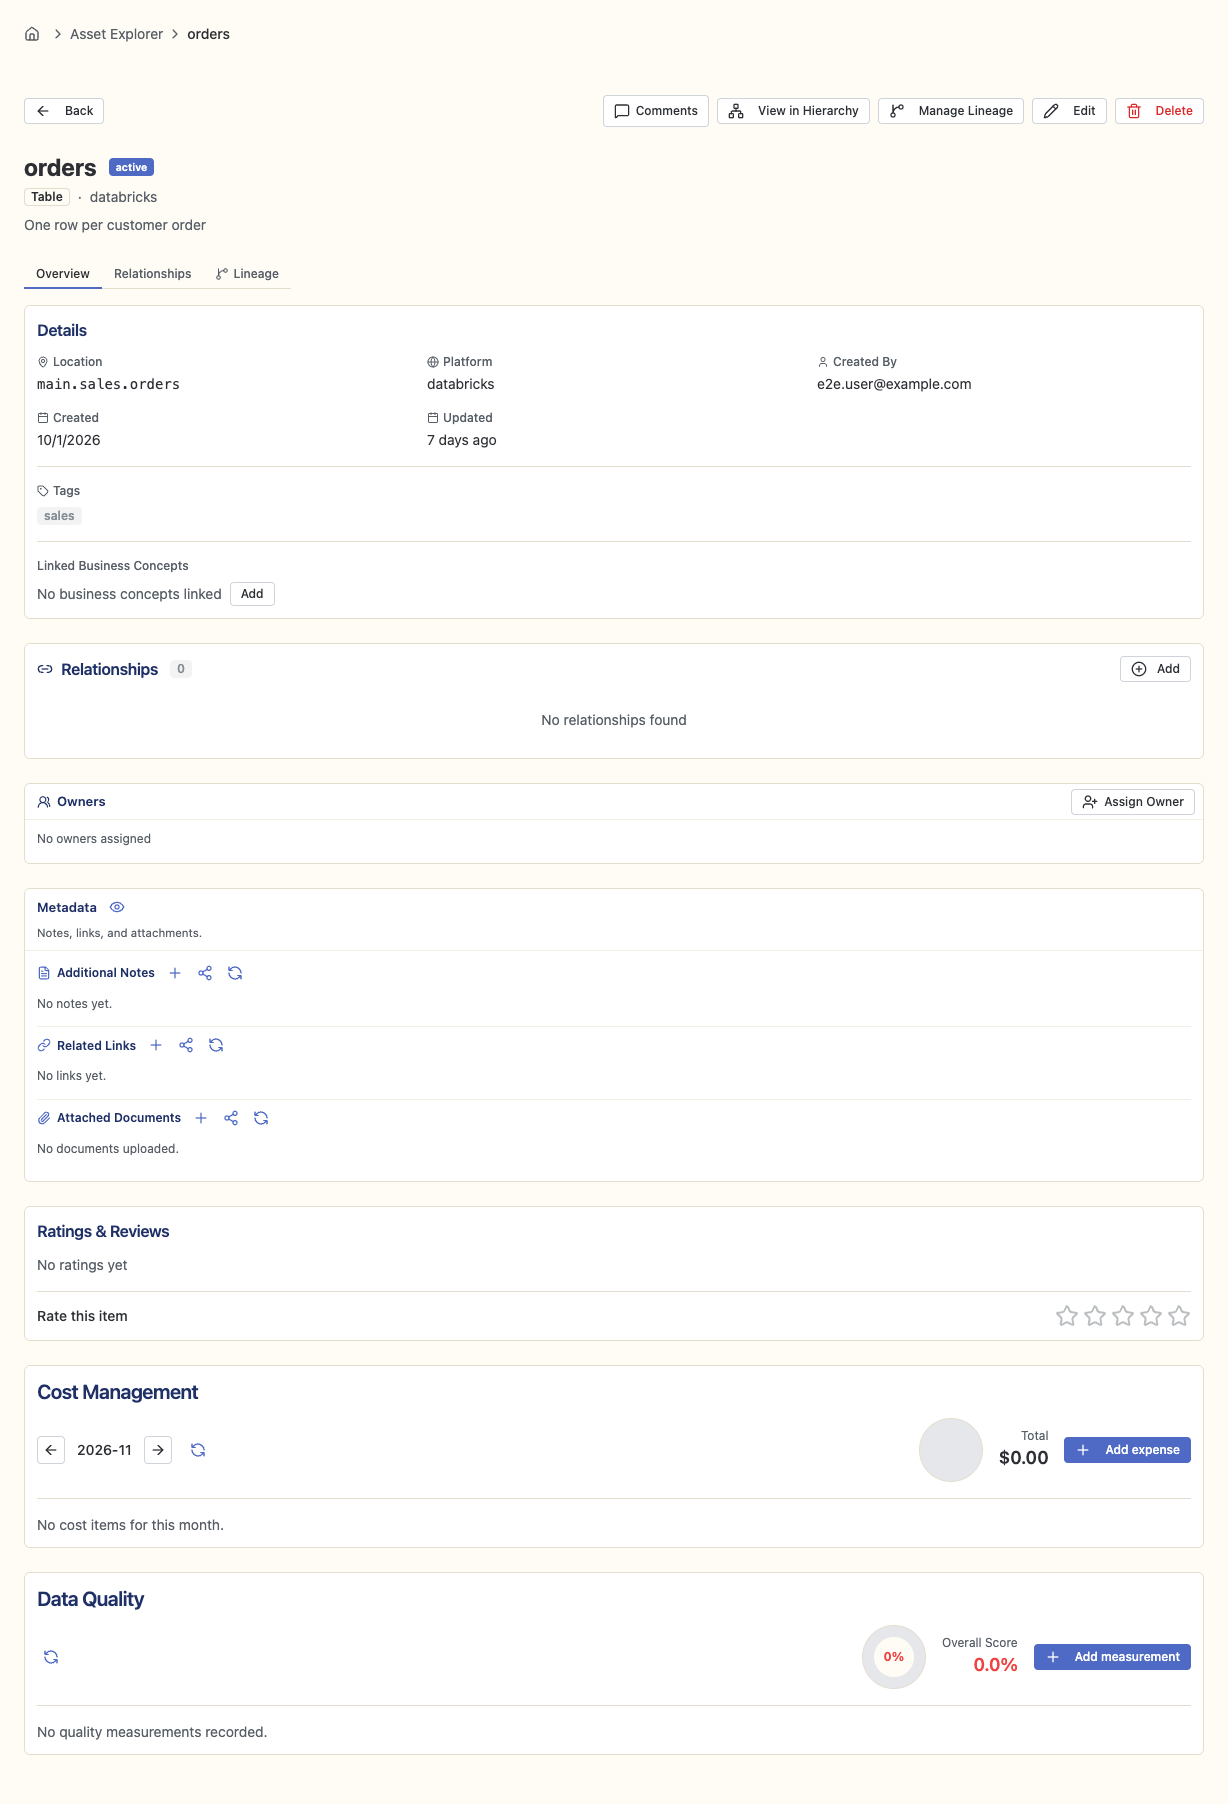 Asset Explorer
orders
Back
Comments
View in Hierarchy
Manage Lineage
Edit
Delete
orders
active
Table · databricks
One row per customer order
Overview
Relationships
Lineage
Details
Location
main.sales.orders
Platform
databricks
Created By
e2e.user@example.com
Created
10/1/2026
Updated
7 days ago
Tags
sales
Linked Business Concepts
No business concepts linked
Add
Relationships
0
Add
No relationships found
Owners
Assign Owner
No owners assigned
Metadata
Notes, links, and attachments.
Additional Notes
No notes yet.
Related Links
No links yet.
Attached Documents
No documents uploaded.
Ratings & Reviews
No ratings yet
Rate this item
Cost Management
2026-11
Total
$0.00
Add expense
No cost items for this month.
Data Quality
0%
Overall Score
0.0%
Add measurement
No quality measurements recorded.